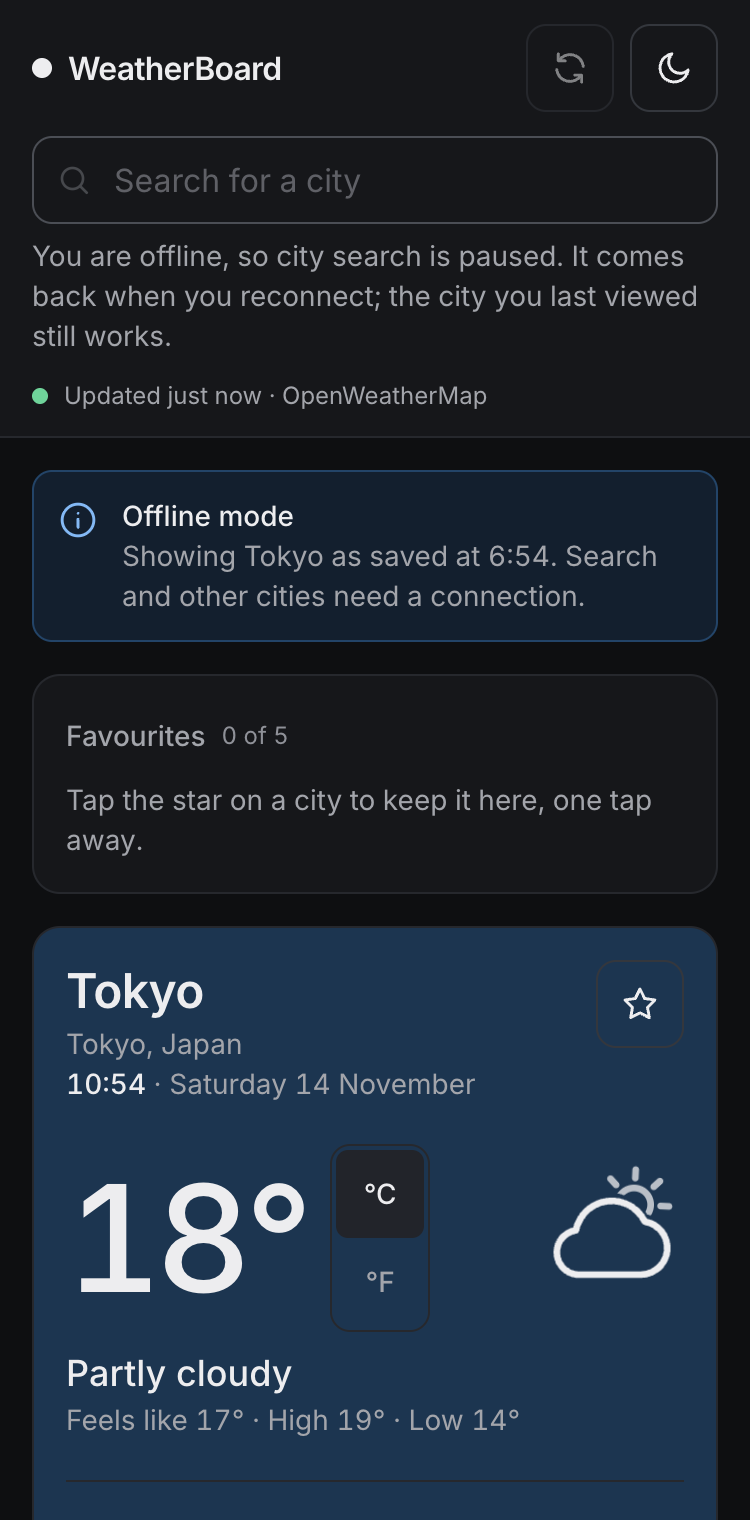 WeatherBoard
Search for a city
You are offline, so city search is paused. It comes
back when you reconnect; the city you last viewed
still works.
Updated just now · OpenWeatherMap
Offline mode
Showing Tokyo as saved at 6:54. Search
and other cities need a connection.
Favourites 0 of 5
Tap the star on a city to keep it here, one tap
away.
Tokyo
Tokyo, Japan
10:54 · Saturday 14 November
18°
°C
°F
Partly cloudy
Feels like 17° · High 19° · Low 14°